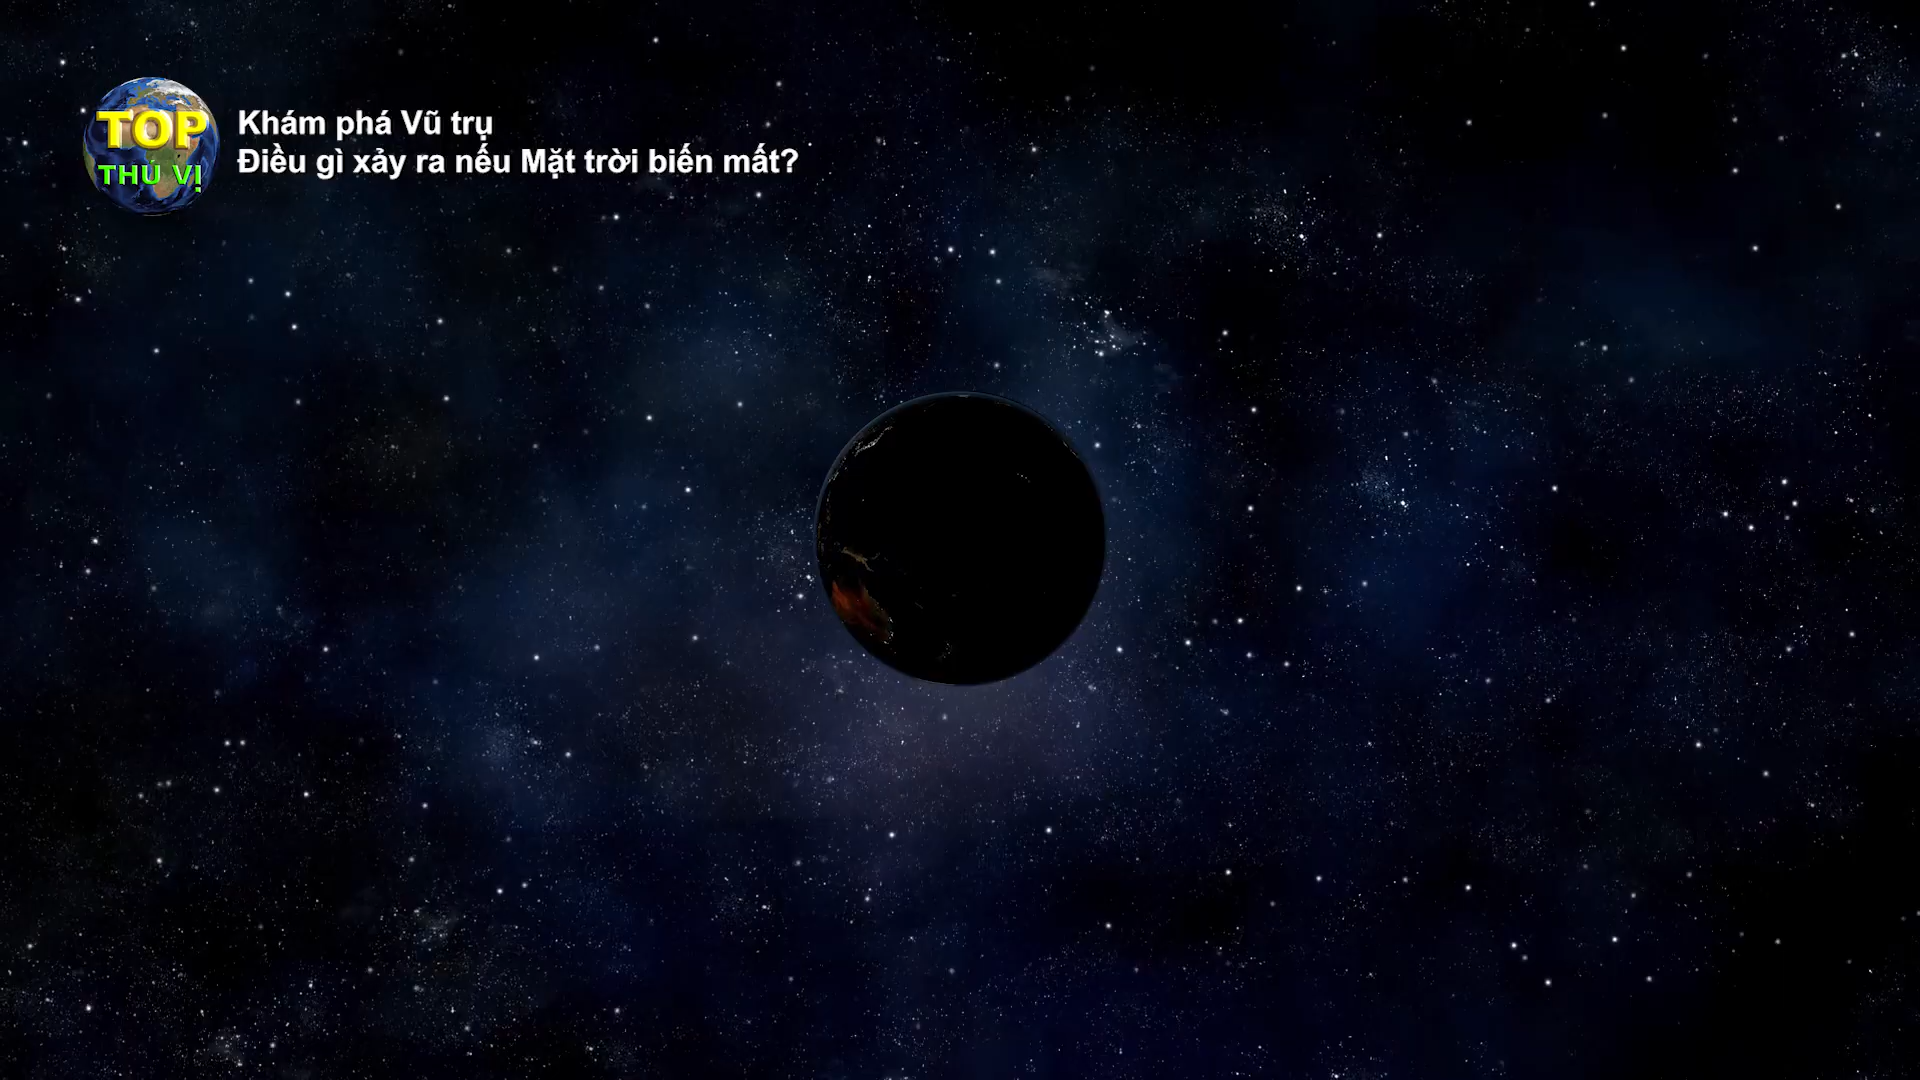 TOP
THÚ VỊ
Khám phá Vũ trụ
Điều gì xảy ra nếu Mặt trời biến mất?